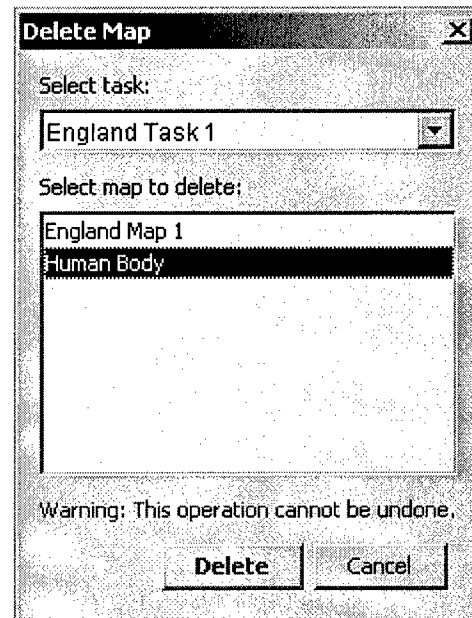 Delete Map
Select task:
England Task 1
Select map to delete:
England Map 1
Human Body
Warning: This operation cannot be undone.
Delete Cancel